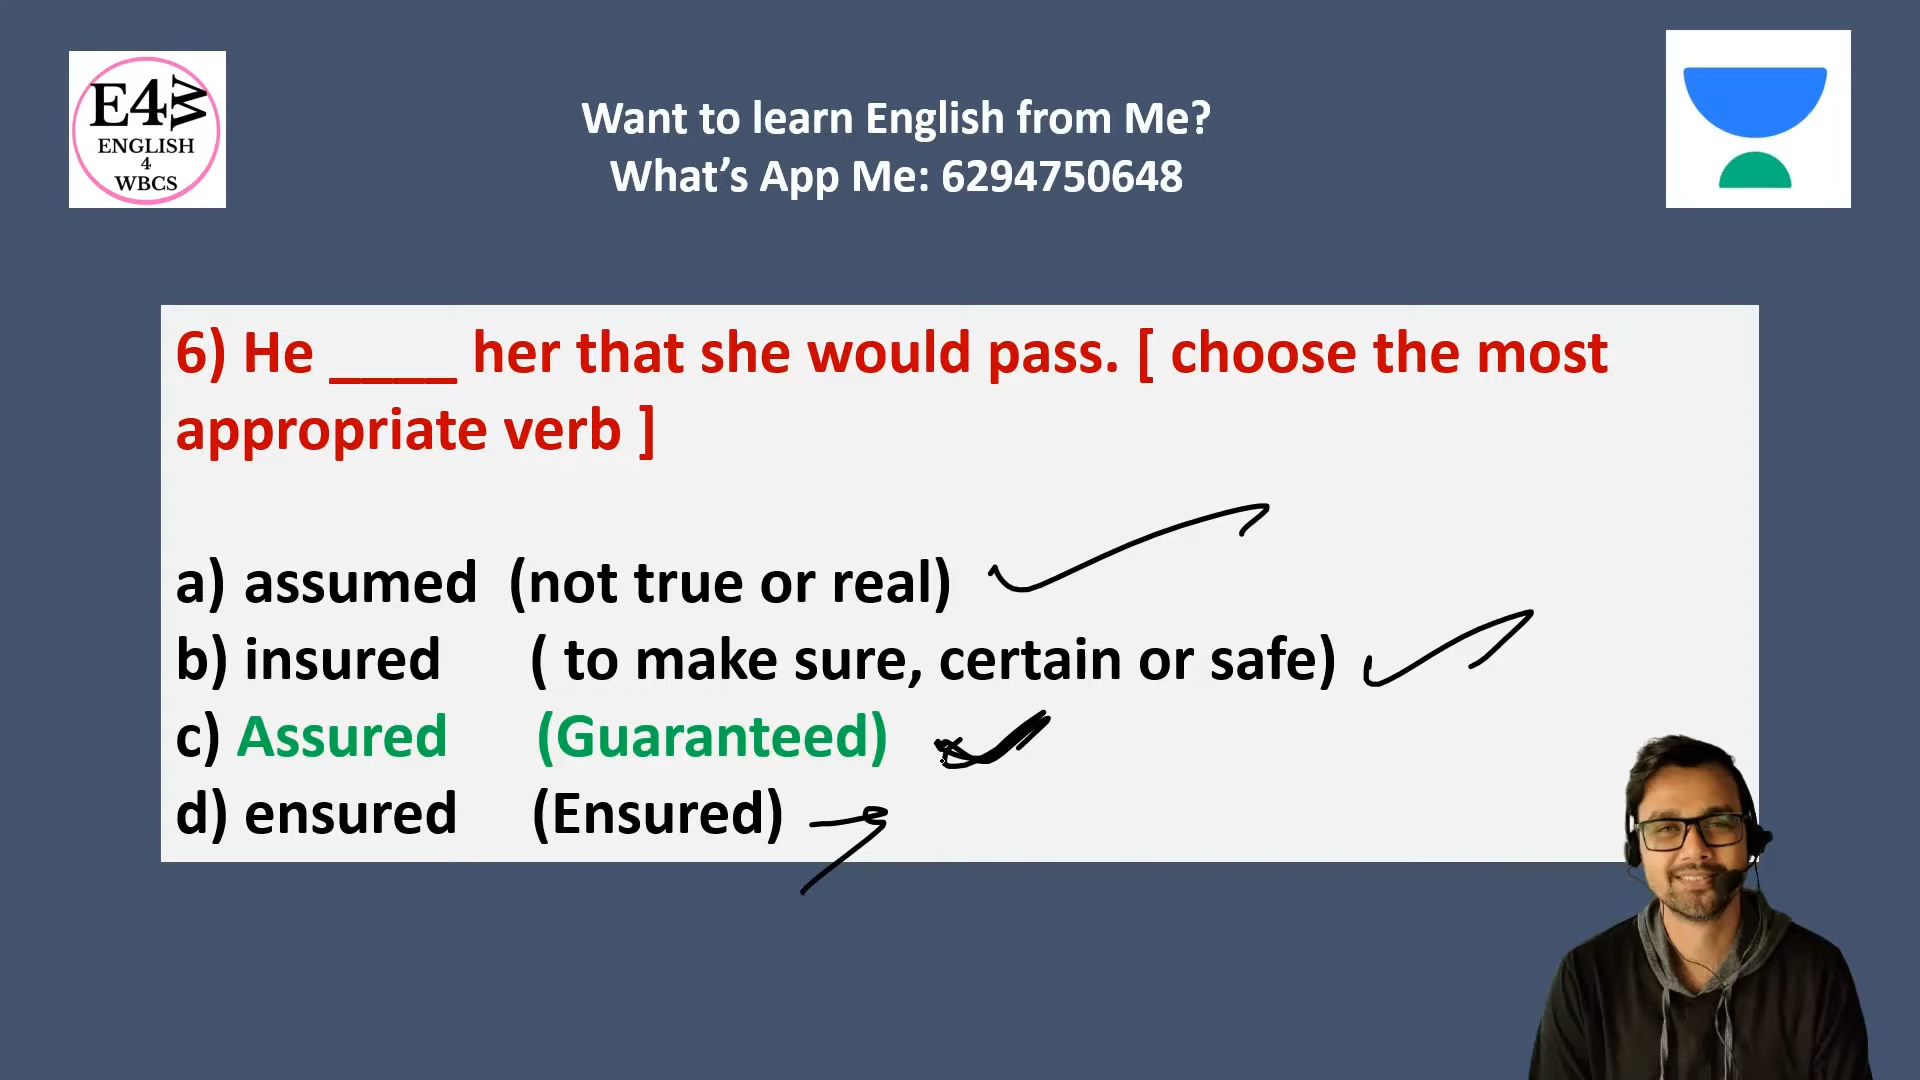 E4WW
ENGLISH
4
WBCS
Want to learn English from Me?
What’s App Me: 6294750648
6) He ____ her that she would pass. [ choose the most
appropriate verb ]
a) assumed (not true or real)
b) insured ( to make sure, certain or safe)
c) Assured (Guaranteed)
d) ensured (Ensured)